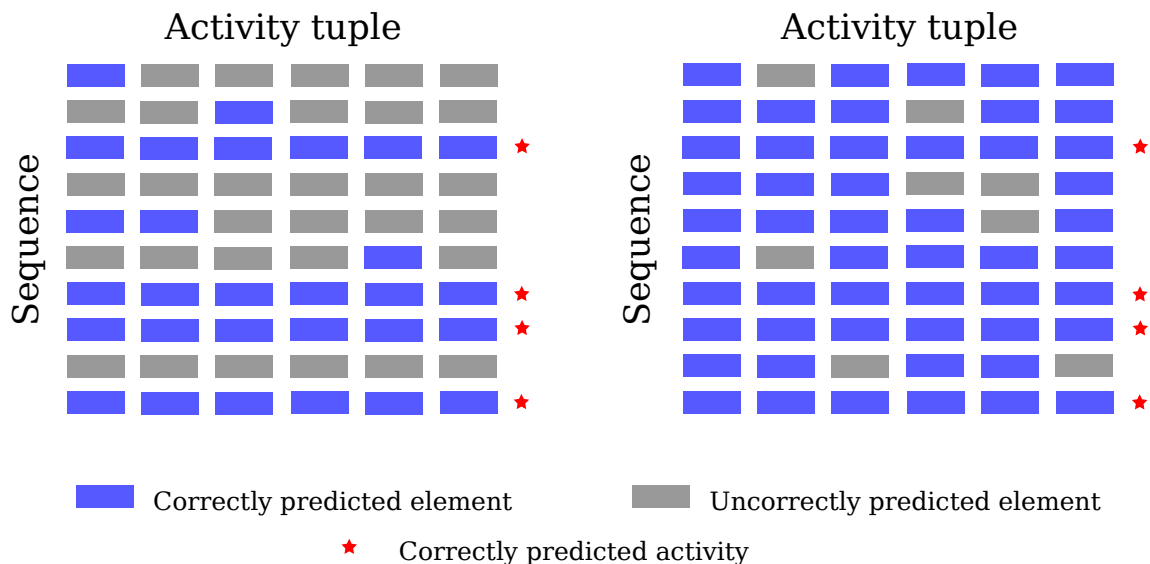 Activity tuple
Activity tuple
Sequence
Sequence
Correctly predicted element
Uncorrectly predicted element
Correctly predicted activity